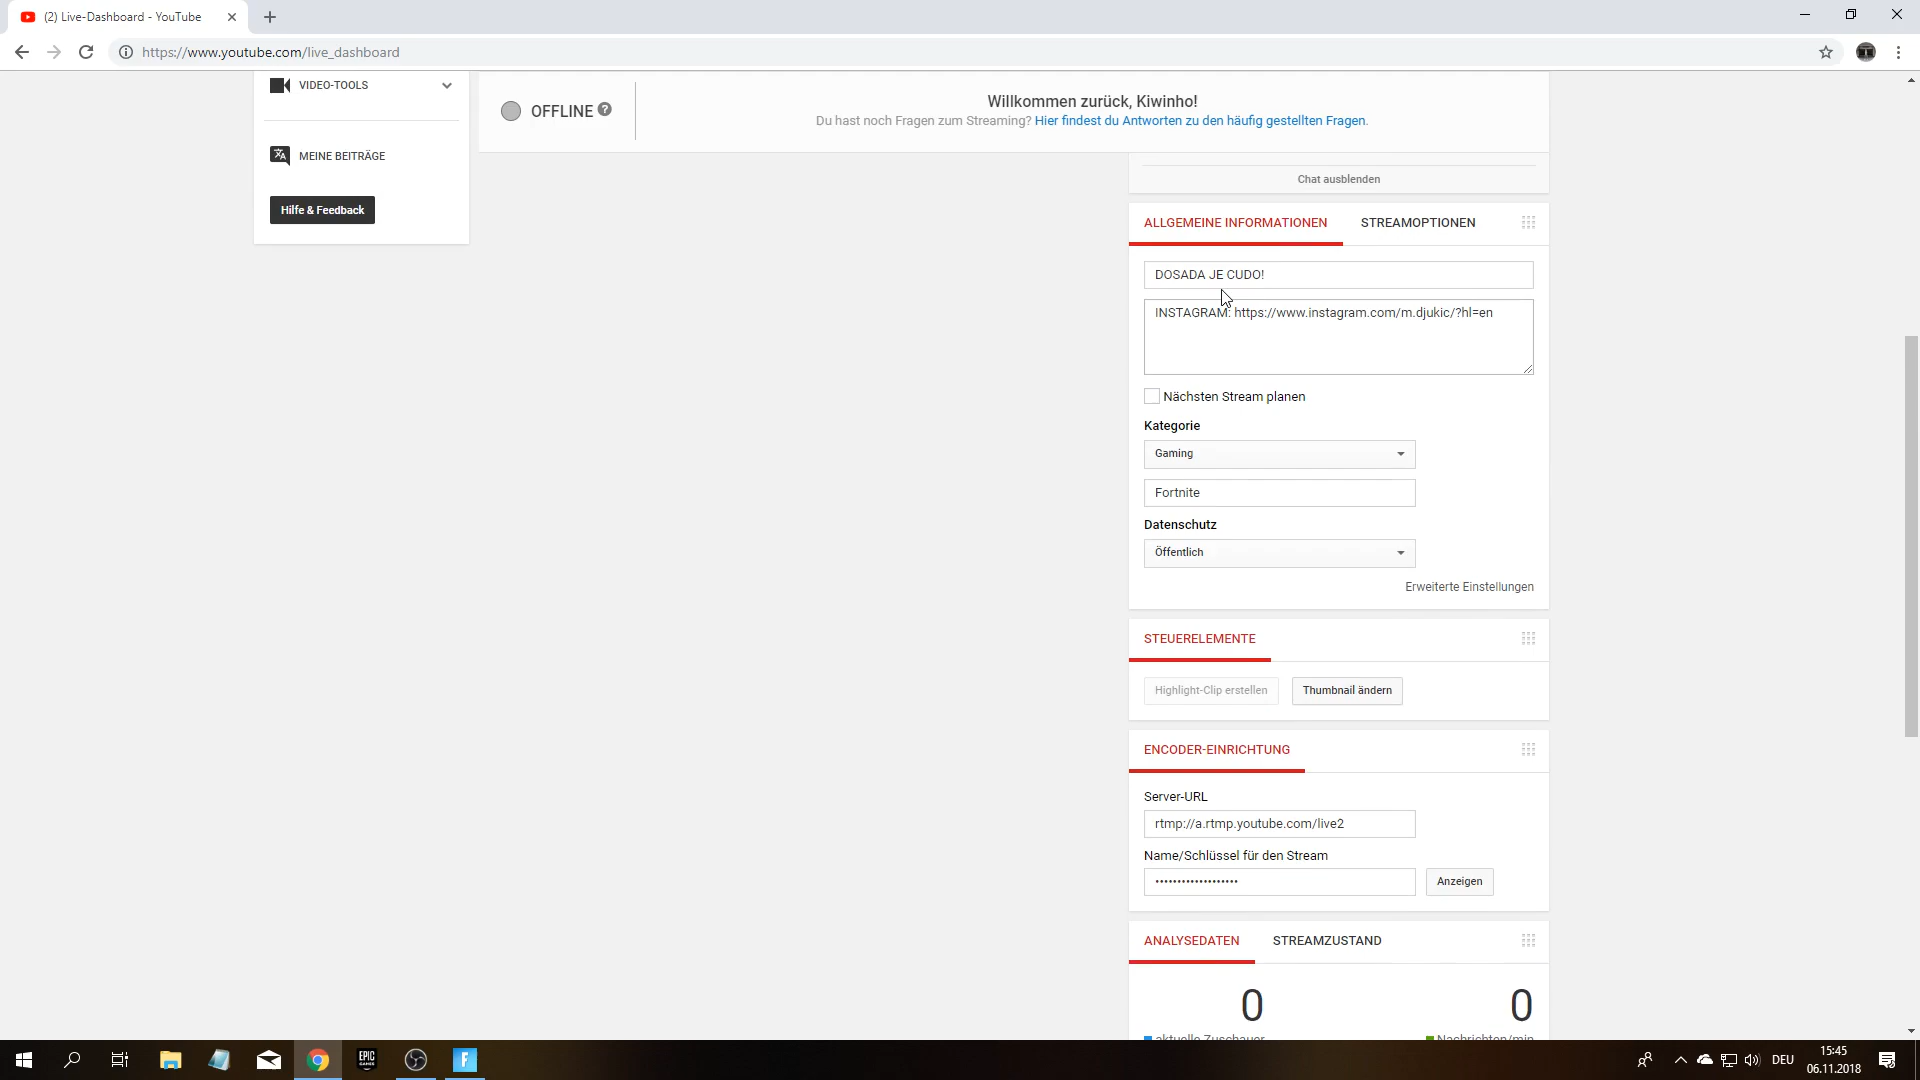 (2) Live-Dashboard - YouTube
https://www.youtube.com/live_dashboard
VIDEO-TOOLS
MEINE BEITRÄGE
Hilfe & Feedback
OFFLINE ?
Willkommen zurück, Kiwinho!
Du hast noch Fragen zum Streaming? Hier findest du Antworten zu den häufig gestellten Fragen.
Chat ausblenden
ALLGEMEINE INFORMATIONEN STREAMOPTIONEN
DOSADA JE CUDO!
INSTAGRAM: https://www.instagram.com/m.djukic/?hl=en
Nächsten Stream planen
Kategorie
Gaming
Fortnite
Datenschutz
Öffentlich
Erweiterte Einstellungen
STEUERELEMENTE
Highlight-Clip erstellen Thumbnail ändern
ENCODER-EINRICHTUNG
Server-URL
rtmp://a.rtmp.youtube.com/live2
Name/Schlüssel für den Stream
••••••••••••••••••• Anzeigen
ANALYSEDATEN STREAMZUSTAND
0 0
aktuelle Zuschauer Nachrichten/min
EPIC GAMES
DEU
15:45
06.11.2018